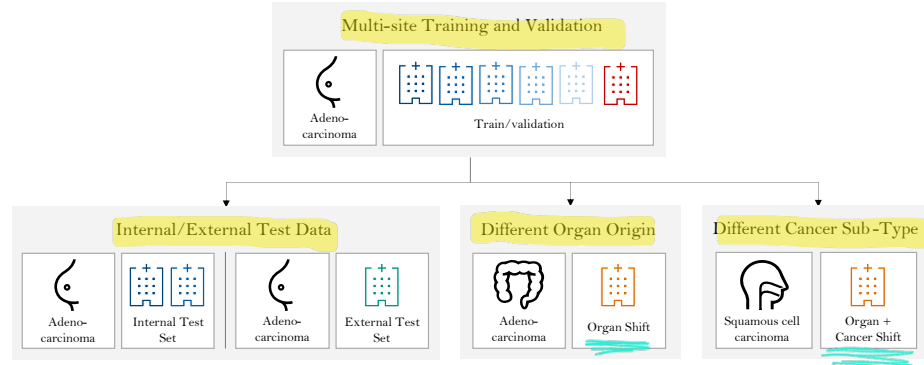 Multi-site Training and Validation
Adeno-
carcinoma
Train/validation
Internal/External Test Data
Adeno-
carcinoma
Internal Test
Set
Adeno-
carcinoma
External Test
Set
Different Organ Origin
Adeno-
carcinoma
Organ Shift
Different Cancer Sub-Type
Squamous cell
carcinoma
Organ +
Cancer Shift